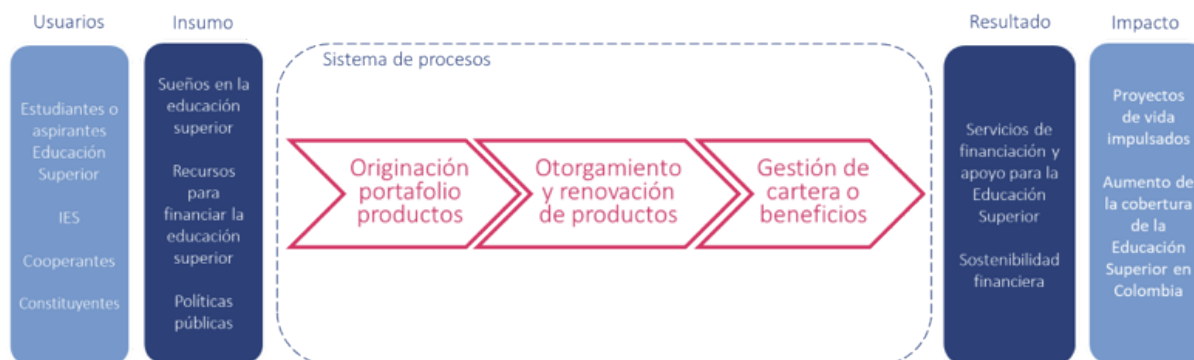 Usuarios
Estudiantes o
aspirantes
Educación
Superior
IES
Cooperantes
Constituyentes
Insumo
Sueños en la
educación
superior
Recursos
para
financiar la
educación
superior
Políticas
públicas
Sistema de procesos
Originación
portafolio
productos
Otorgamiento
y renovación
de productos
Gestión de
cartera o
beneficios
Resultado
Servicios de
financiación y
apoyo para la
Educación
Superior
Sostenibilidad
financiera
Impacto
Proyectos
de vida
impulsados
Aumento de
la cobertura
de la
Educación
Superior en
Colombia